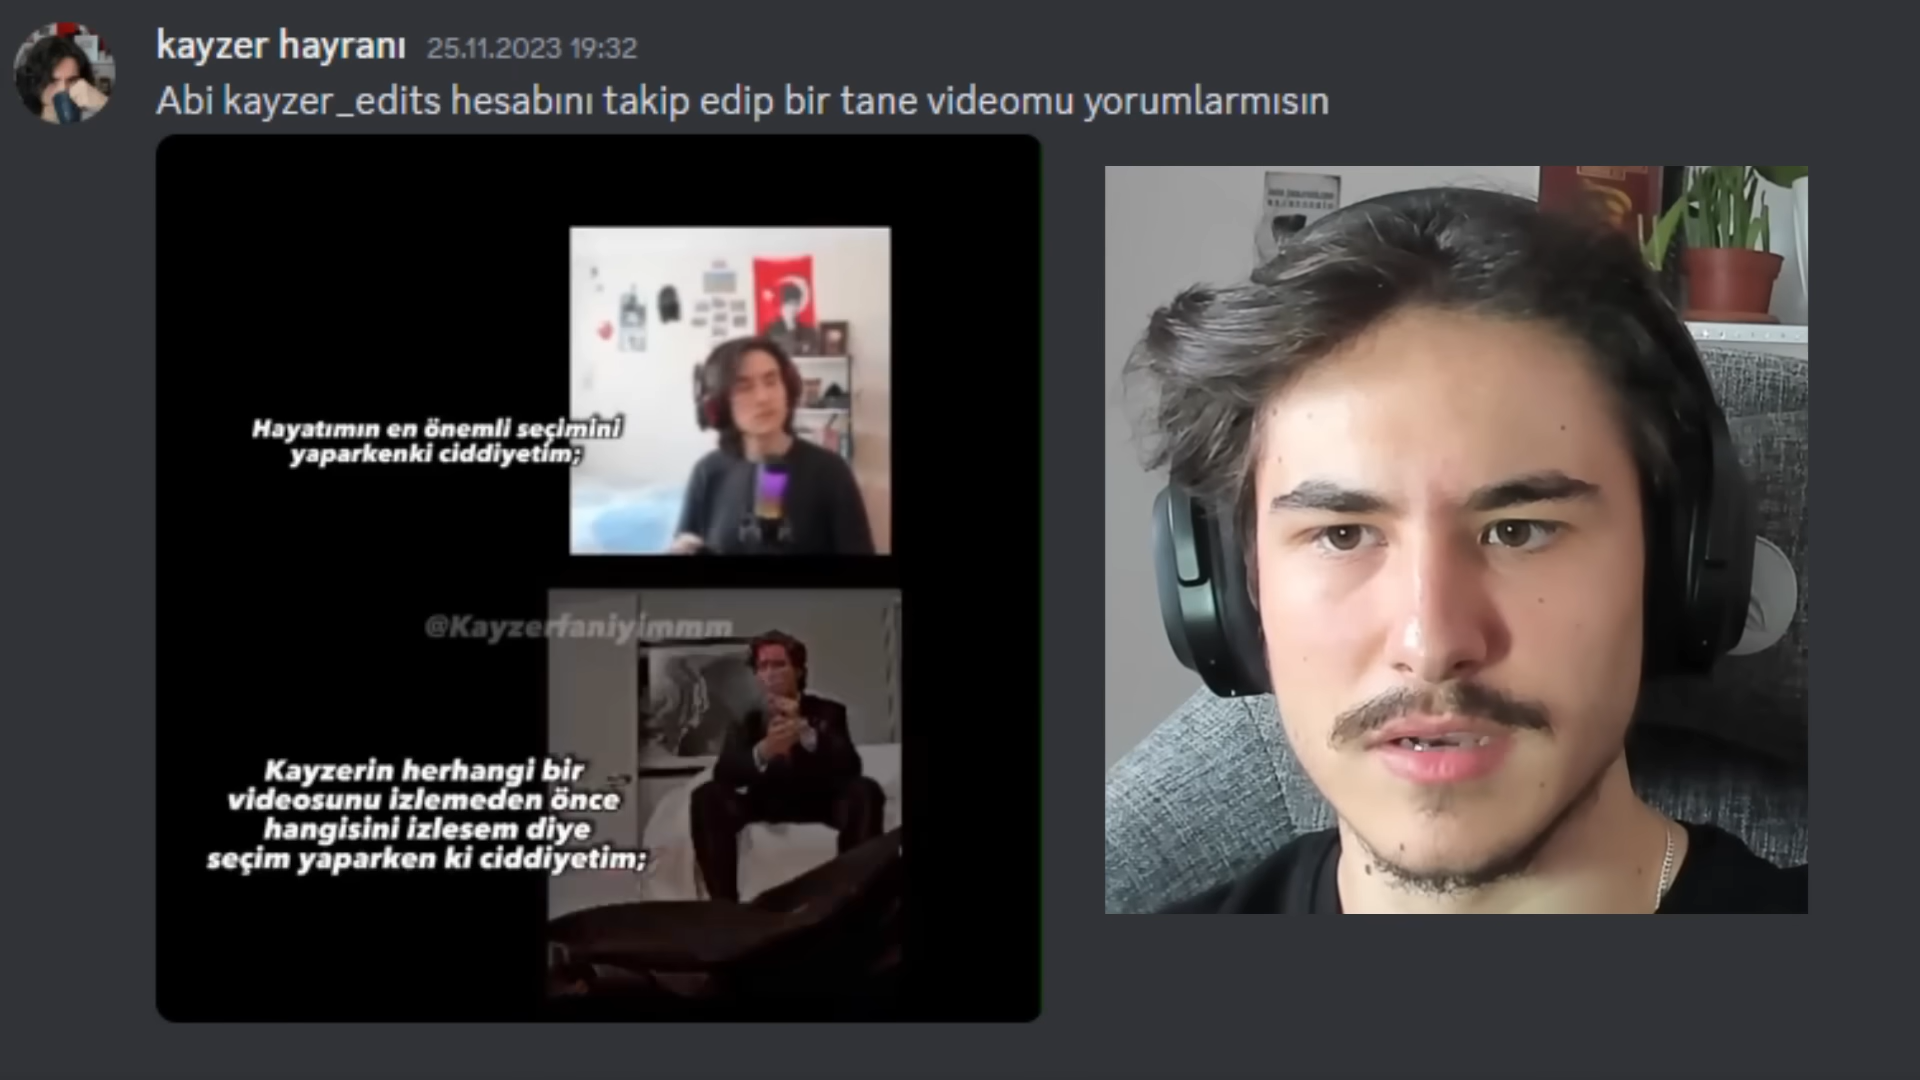 kayzer hayranı 25.11.2023 19:32
Abi kayzer_edits hesabını takip edip bir tane videomu yorumlarmısın
Hayatımın en önemli seçimini
yaparkenki ciddiyetim;
@Kayzerfaniyimmm
Kayzerin herhangi bir
videosunu izlemeden önce
hangisini izlesem diye
seçim yaparken ki ciddiyetim;